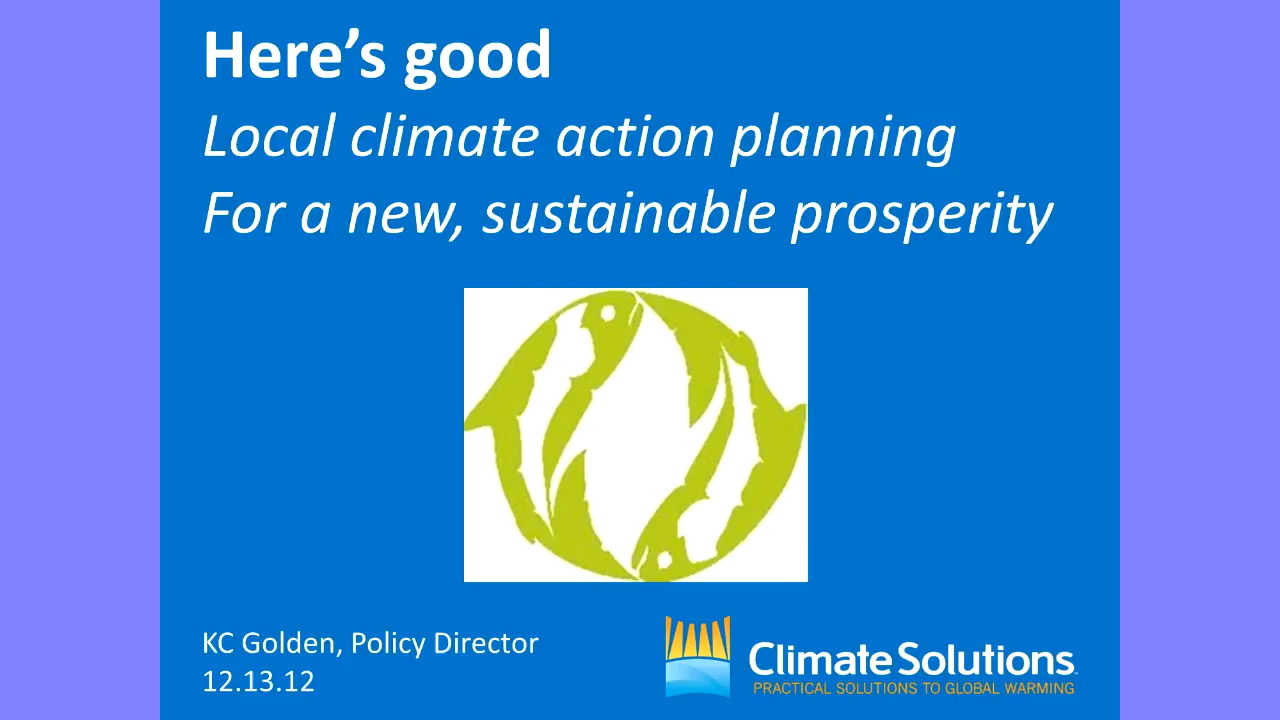 Here’s good
Local climate action planning
For a new, sustainable prosperity
KC Golden, Policy Director
12.13.12
Climate Solutions
PRACTICAL SOLUTIONS TO GLOBAL WARMING